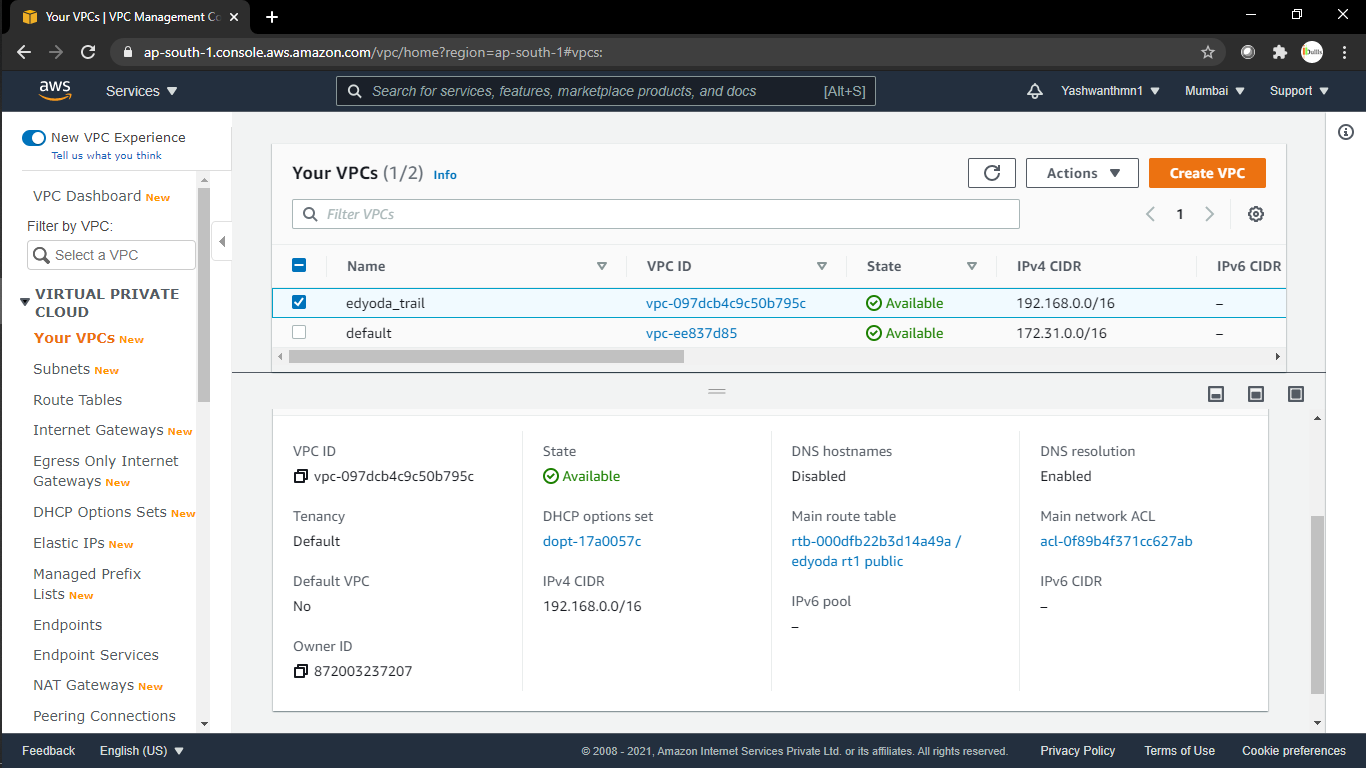 Your VPCs | VPC Management Co
ap-south-1.console.aws.amazon.com/vpc/home?region=ap-south-1#vpcs:
aws
Services
Search for services, features, marketplace products, and docs
[Alt+S]
Yashwanthmn1
Mumbai
Support
New VPC Experience
Tell us what you think
VPC Dashboard New
Filter by VPC:
Select a VPC
VIRTUAL PRIVATE
CLOUD
Your VPCs New
Subnets New
Route Tables
Internet Gateways New
Egress Only Internet
Gateways New
DHCP Options Sets New
Elastic IPs New
Managed Prefix
Lists New
Endpoints
Endpoint Services
NAT Gateways New
Peering Connections
Your VPCs (1/2) Info
Actions
Create VPC
Filter VPCs
1
Name VPC ID State IPv4 CIDR IPv6 CIDR
edyoda_trail vpc-097dcb4c9c50b795c Available 192.168.0.0/16 –
default vpc-ee837d85 Available 172.31.0.0/16 –
VPC ID
vpc-097dcb4c9c50b795c
Tenancy
Default
Default VPC
No
Owner ID
872003237207
State
Available
DHCP options set
dopt-17a0057c
IPv4 CIDR
192.168.0.0/16
DNS hostnames
Disabled
Main route table
rtb-000dfb22b3d14a49a /
edyoda rt1 public
IPv6 pool
–
DNS resolution
Enabled
Main network ACL
acl-0f89b4f371cc627ab
IPv6 CIDR
–
Feedback
English (US)
© 2008 - 2021, Amazon Internet Services Private Ltd. or its affiliates. All rights reserved.
Privacy Policy
Terms of Use
Cookie preferences